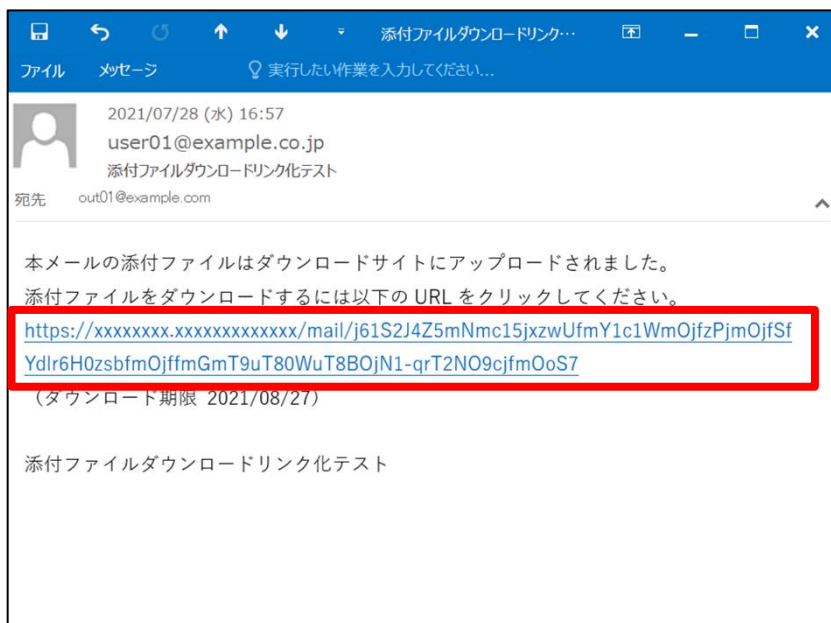 添付ファイルダウンロードリンク…
ファイル メッセージ 実行したい作業を入力してください...
2021/07/28 (水) 16:57
user01@example.co.jp
添付ファイルダウンロードリンク化テスト
宛先 out01@example.com
本メールの添付ファイルはダウンロードサイトにアップロードされました。
添付ファイルをダウンロードするには以下の URL をクリックしてください。
https://xxxxxxxx.xxxxxxxxxxxxx/mail/j61S2J4Z5mNmc15jxzwUfmY1c1WmOjfzPjmOjfSf
Ydlr6H0zsbfmOjffmGmT9uT80WuT8BOjN1-qrT2NO9cjfmOoS7
（ダウンロード期限 2021/08/27）
添付ファイルダウンロードリンク化テスト